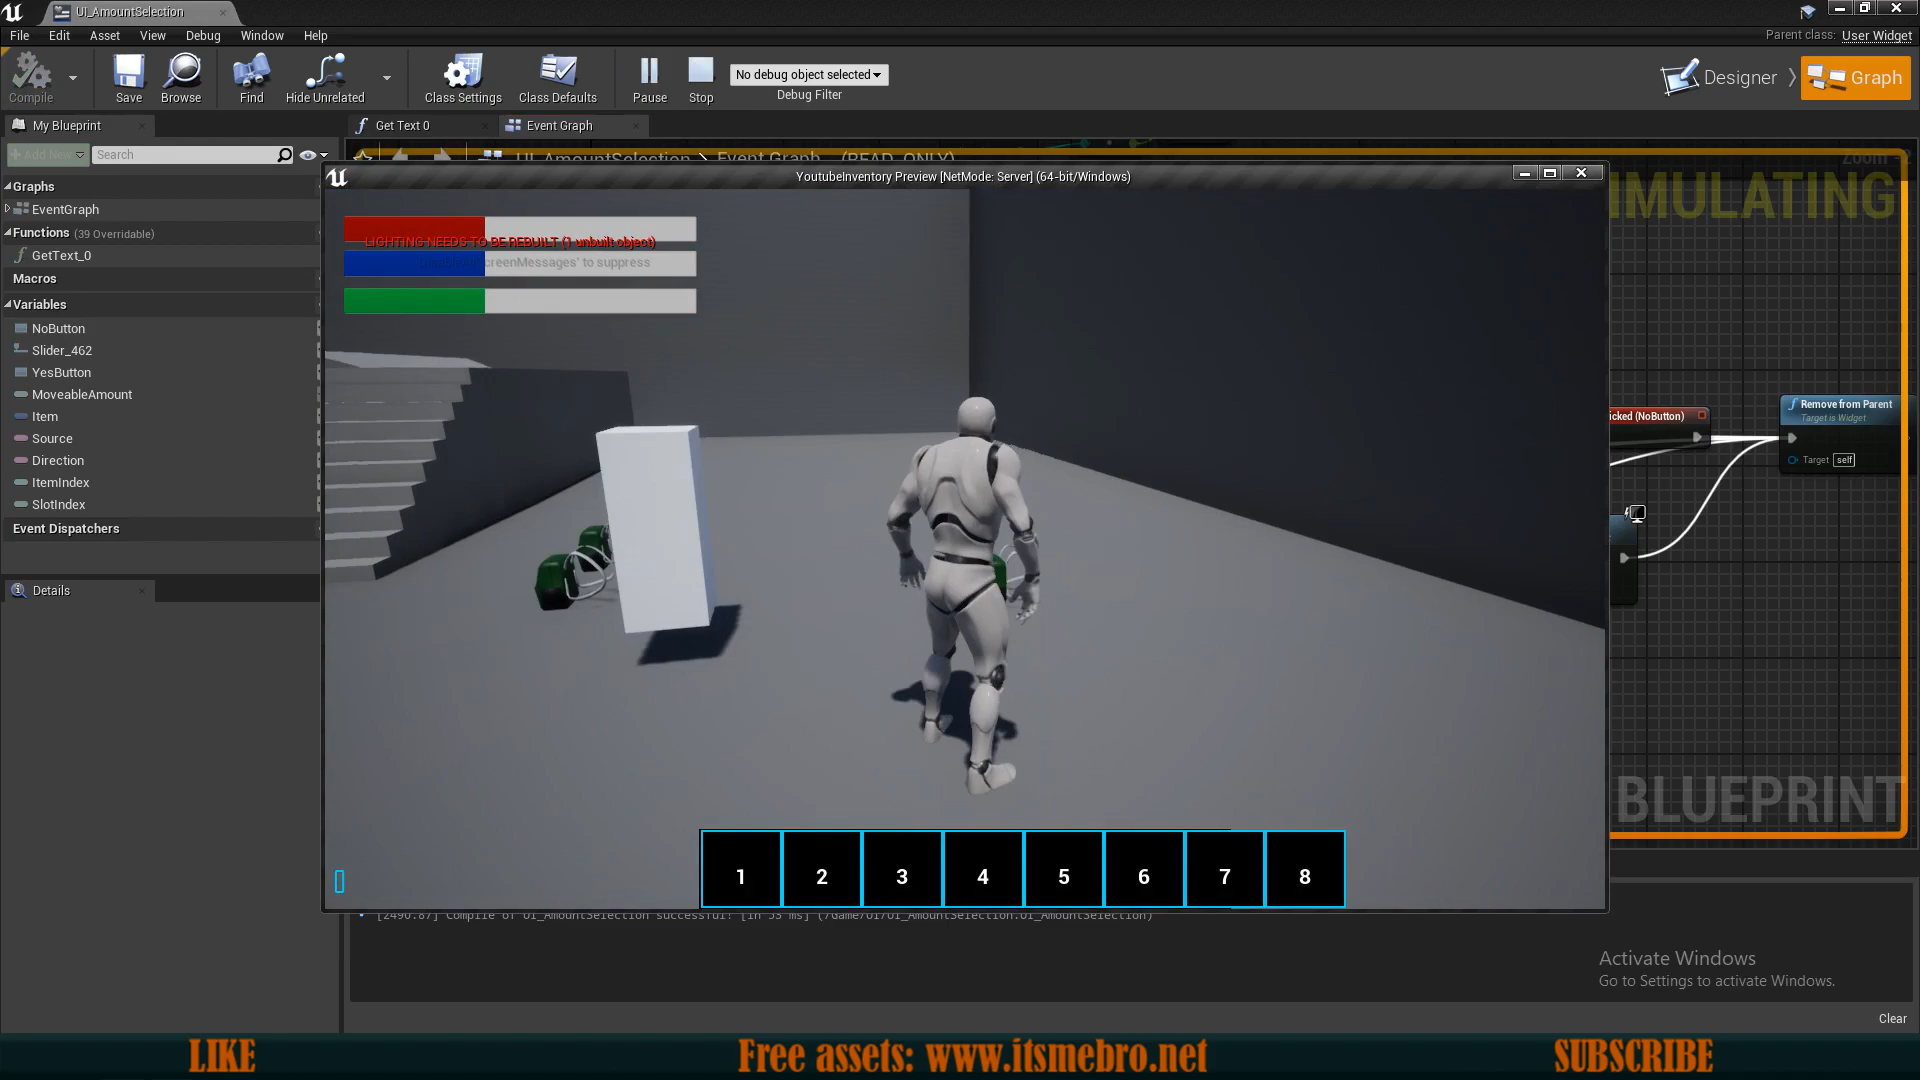 UI_AmountSelection
File Edit Asset View Debug Window Help
Parent class: User Widget
Compile Save Browse Find Hide Unrelated Class Settings Class Defaults Pause Stop
No debug object selected
Debug Filter
Designer Graph
My Blueprint
Get Text 0
Event Graph
Add New
Search
UI_AmountSelection Event Graph (READ-ONLY)
Zoom -2
YoutubeInventory Preview [NetMode: Server] (64-bit/Windows)
Graphs
EventGraph
Functions (39 Overridable)
GetText_0
Macros
Variables
NoButton
Slider_462
YesButton
MoveableAmount
Item
Source
Direction
ItemIndex
SlotIndex
Event Dispatchers
Details
LIGHTING NEEDS TO BE REBUILT (1 unbuilt object)
creenMessages' to suppress
IMULATING
icked (NoButton)
Remove from Parent
Target is Widget
Target self
BLUEPRINT
1 2 3 4 5 6 7 8
[2490.87] Compile of UI_AmountSelection successful! [in 53 ms] (/Game/UI/UI_AmountSelection.UI_AmountSelection)
Activate Windows
Go to Settings to activate Windows.
Clear
LIKE
Free assets: www.itsmebro.net
SUBSCRIBE